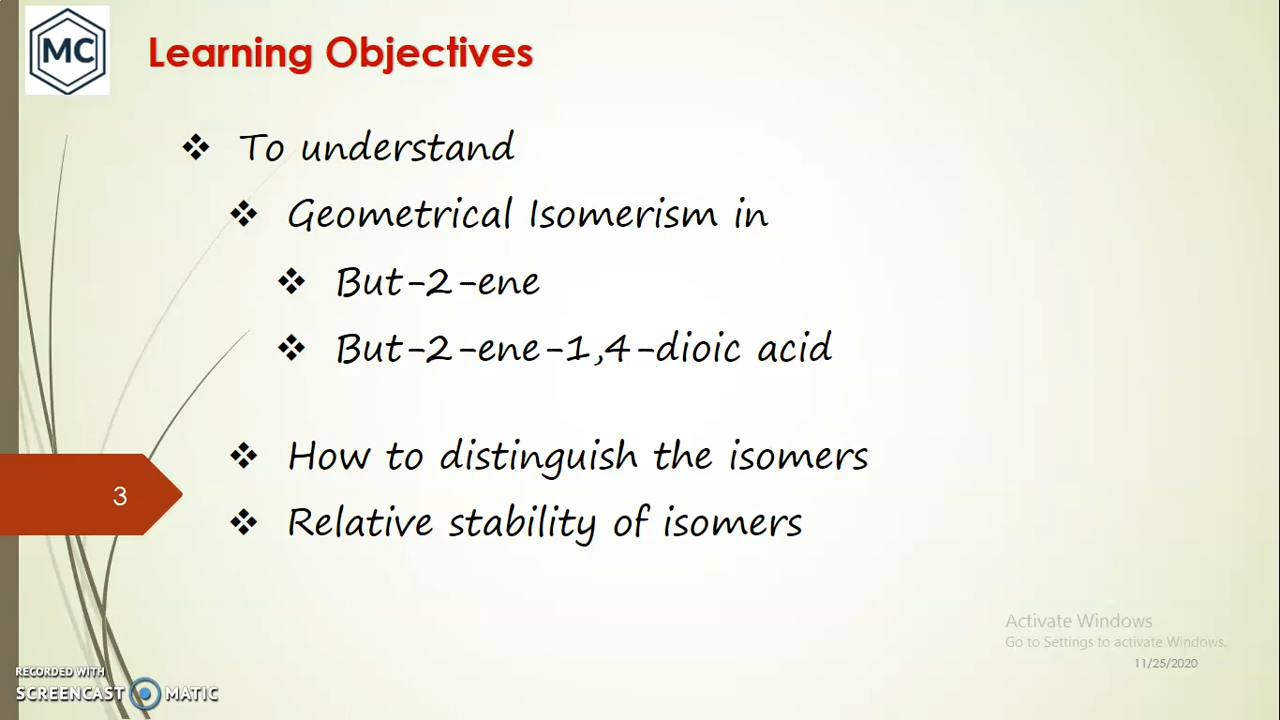 MC
Learning Objectives
❖ To understand
❖ Geometrical Isomerism in
❖ But-2-ene
❖ But-2-ene-1,4-dioic acid
❖ How to distinguish the isomers
3
❖ Relative stability of isomers
Activate Windows
Go to Settings to activate Windows.
11/25/2020
RECORDED WITH
SCREENCAST MATIC